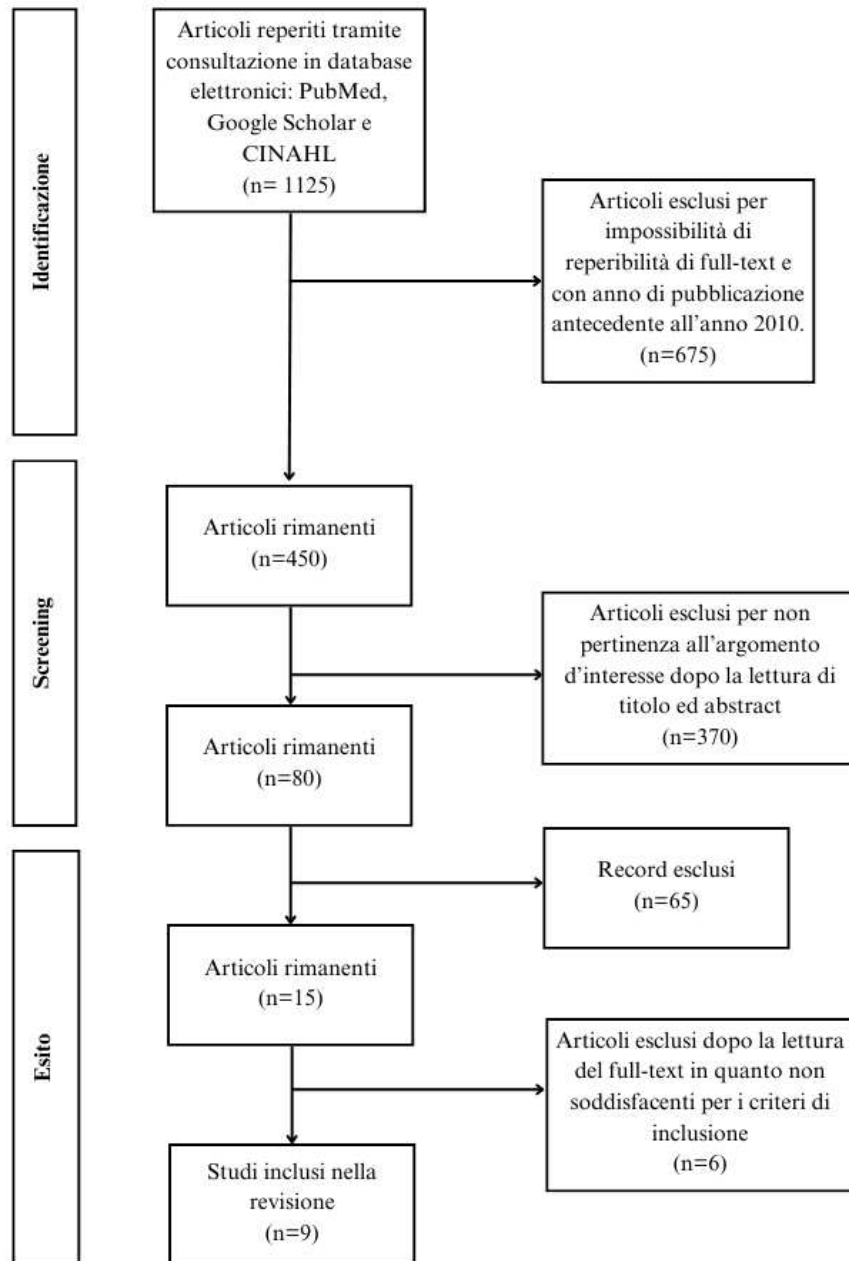 Identificazione
Articoli reperiti tramite
consultazione in database
elettronici: PubMed,
Google Scholar e
CINAHL
(n= 1125)
Articoli esclusi per
impossibilità di
reperibilità di full-text e
con anno di pubblicazione
antecedente all'anno 2010.
(n=675)
Screening
Articoli rimanenti
(n=450)
Articoli esclusi per non
pertinenza all'argomento
d'interesse dopo la lettura di
titolo ed abstract
(n=370)
Articoli rimanenti
(n=80)
Esito
Record esclusi
(n=65)
Articoli rimanenti
(n=15)
Articoli esclusi dopo la lettura
del full-text in quanto non
soddisfacenti per i criteri di
inclusione
(n=6)
Studi inclusi nella
revisione
(n=9)